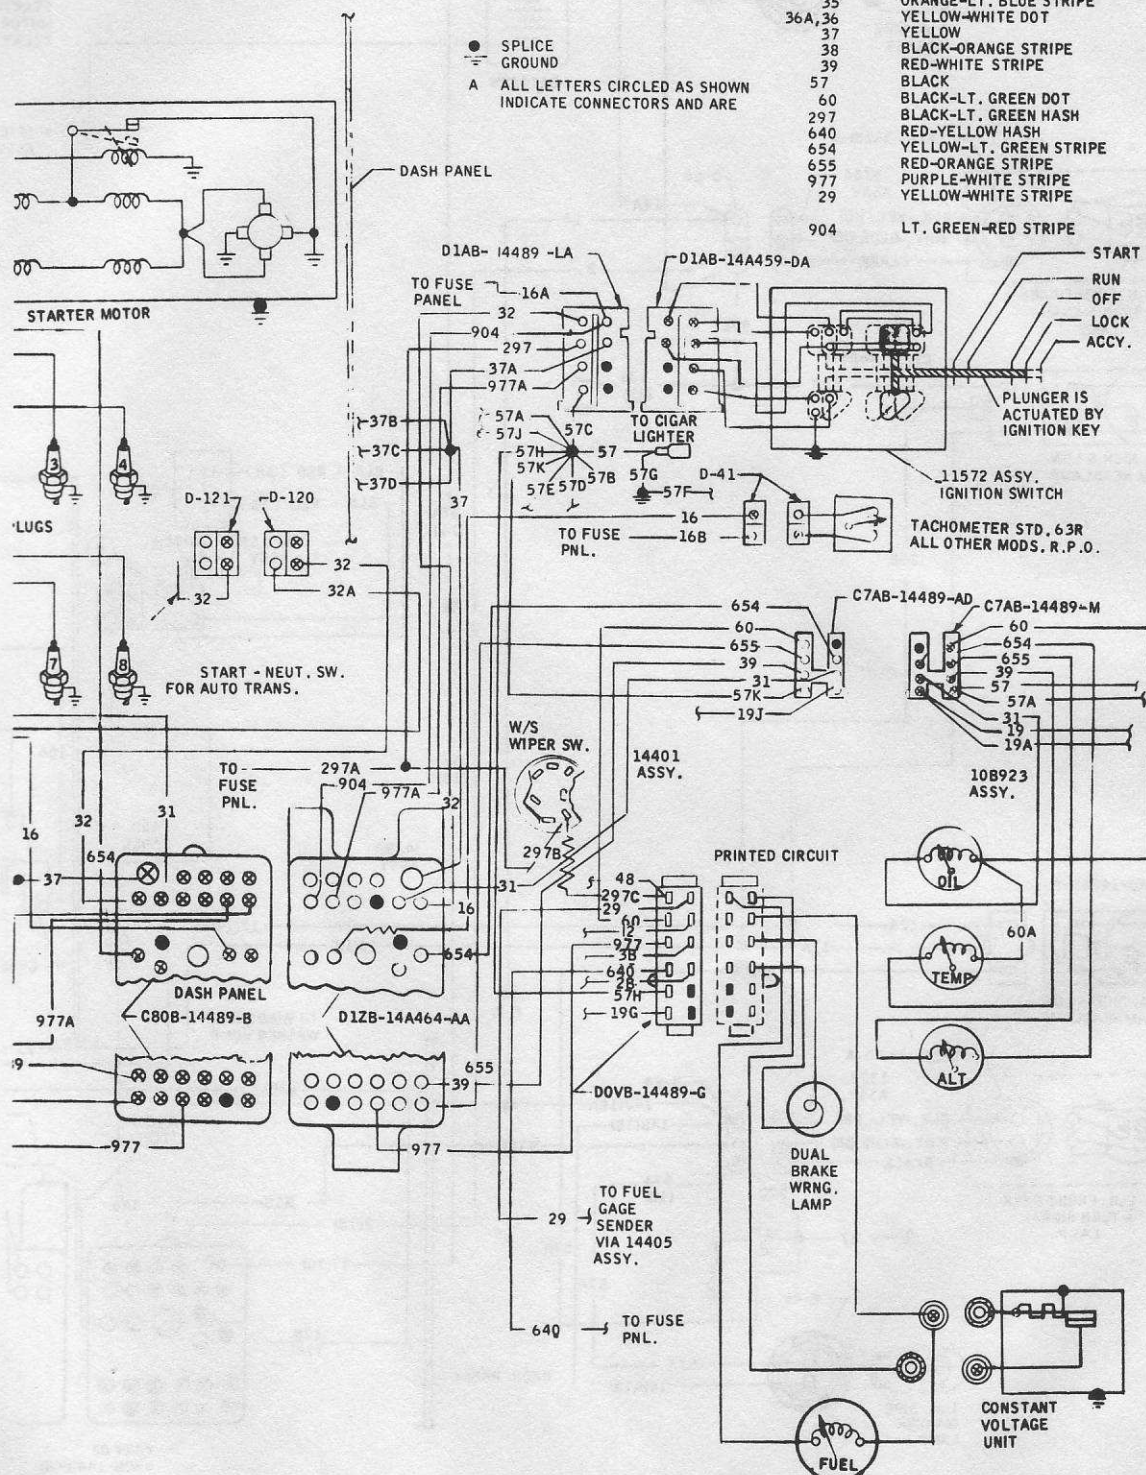 35 ORANGE-LT. BLUE STRIPE
36A,36 YELLOW-WHITE DOT
37 YELLOW
38 BLACK-ORANGE STRIPE
39 RED-WHITE STRIPE
57 BLACK
60 BLACK-LT. GREEN DOT
297 BLACK-LT. GREEN HASH
640 RED-YELLOW HASH
654 YELLOW-LT. GREEN STRIPE
655 RED-ORANGE STRIPE
977 PURPLE-WHITE STRIPE
29 YELLOW-WHITE STRIPE
904 LT. GREEN-RED STRIPE
SPLICE
GROUND
A ALL LETTERS CIRCLED AS SHOWN
INDICATE CONNECTORS AND ARE
DASH PANEL
STARTER MOTOR
D1AB- 14489 -LA
D1AB-14A459-DA
TO FUSE
PANEL
16A
32
904
297
37A
977A
START
RUN
OFF
LOCK
ACCY.
PLUNGER IS
ACTUATED BY
IGNITION KEY
11572 ASSY.
IGNITION SWITCH
37B
37C
37D
37
57A
57J
57H
57K
57E
57D
57B
57C
57
57G
57F
TO CIGAR
LIGHTER
D-41
16
TO FUSE
PNL.
16B
TACHOMETER STD. 63R
ALL OTHER MODS. R.P.O.
3
4
LUGS
7
8
D-121
D-120
32
32A
32
START - NEUT. SW.
FOR AUTO TRANS.
C7AB-14489-AD
C7AB-14489-M
654
60
655
39
31
57K
19J
60
654
655
39
57
57A
31
19
19A
10B923
ASSY.
W/S
WIPER SW.
14401
ASSY.
TO
FUSE
PNL.
297A
904
977A
32
297B
31
16
32
31
16
654
37
654
DASH PANEL
C80B-14489-B
D1ZB-14A464-AA
977A
655
39
977
977
PRINTED CIRCUIT
48
297C
29
60
12
977
3B
640
2B
57H
19G
D0VB-14489-G
OIL
60A
TEMP
ALT
DUAL
BRAKE
WRNG.
LAMP
29
TO FUEL
GAGE
SENDER
VIA 14405
ASSY.
640
TO FUSE
PNL.
CONSTANT
VOLTAGE
UNIT
FUEL